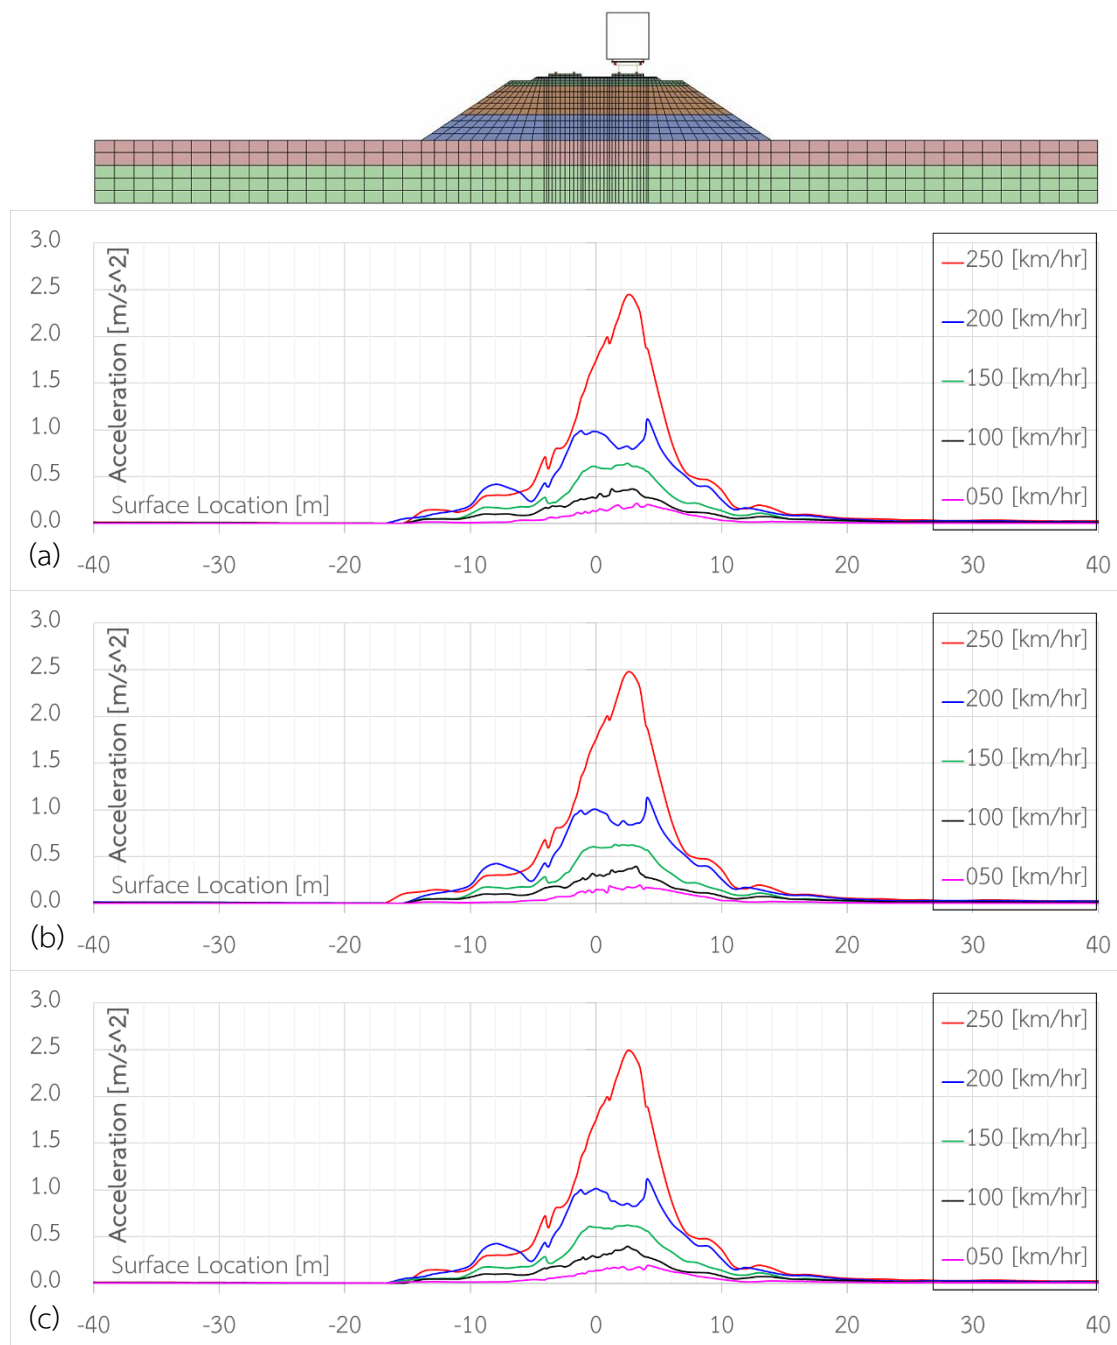 3.0
2.5
2.0
1.5
1.0
0.5
0.0
Acceleration [m/s^2]
Surface Location [m]
250 [km/hr]
200 [km/hr]
150 [km/hr]
100 [km/hr]
050 [km/hr]
(a)
-40 -30 -20 -10 0 10 20 30 40
3.0
2.5
2.0
1.5
1.0
0.5
0.0
Acceleration [m/s^2]
Surface Location [m]
250 [km/hr]
200 [km/hr]
150 [km/hr]
100 [km/hr]
050 [km/hr]
(b)
-40 -30 -20 -10 0 10 20 30 40
3.0
2.5
2.0
1.5
1.0
0.5
0.0
Acceleration [m/s^2]
Surface Location [m]
250 [km/hr]
200 [km/hr]
150 [km/hr]
100 [km/hr]
050 [km/hr]
(c)
-40 -30 -20 -10 0 10 20 30 40